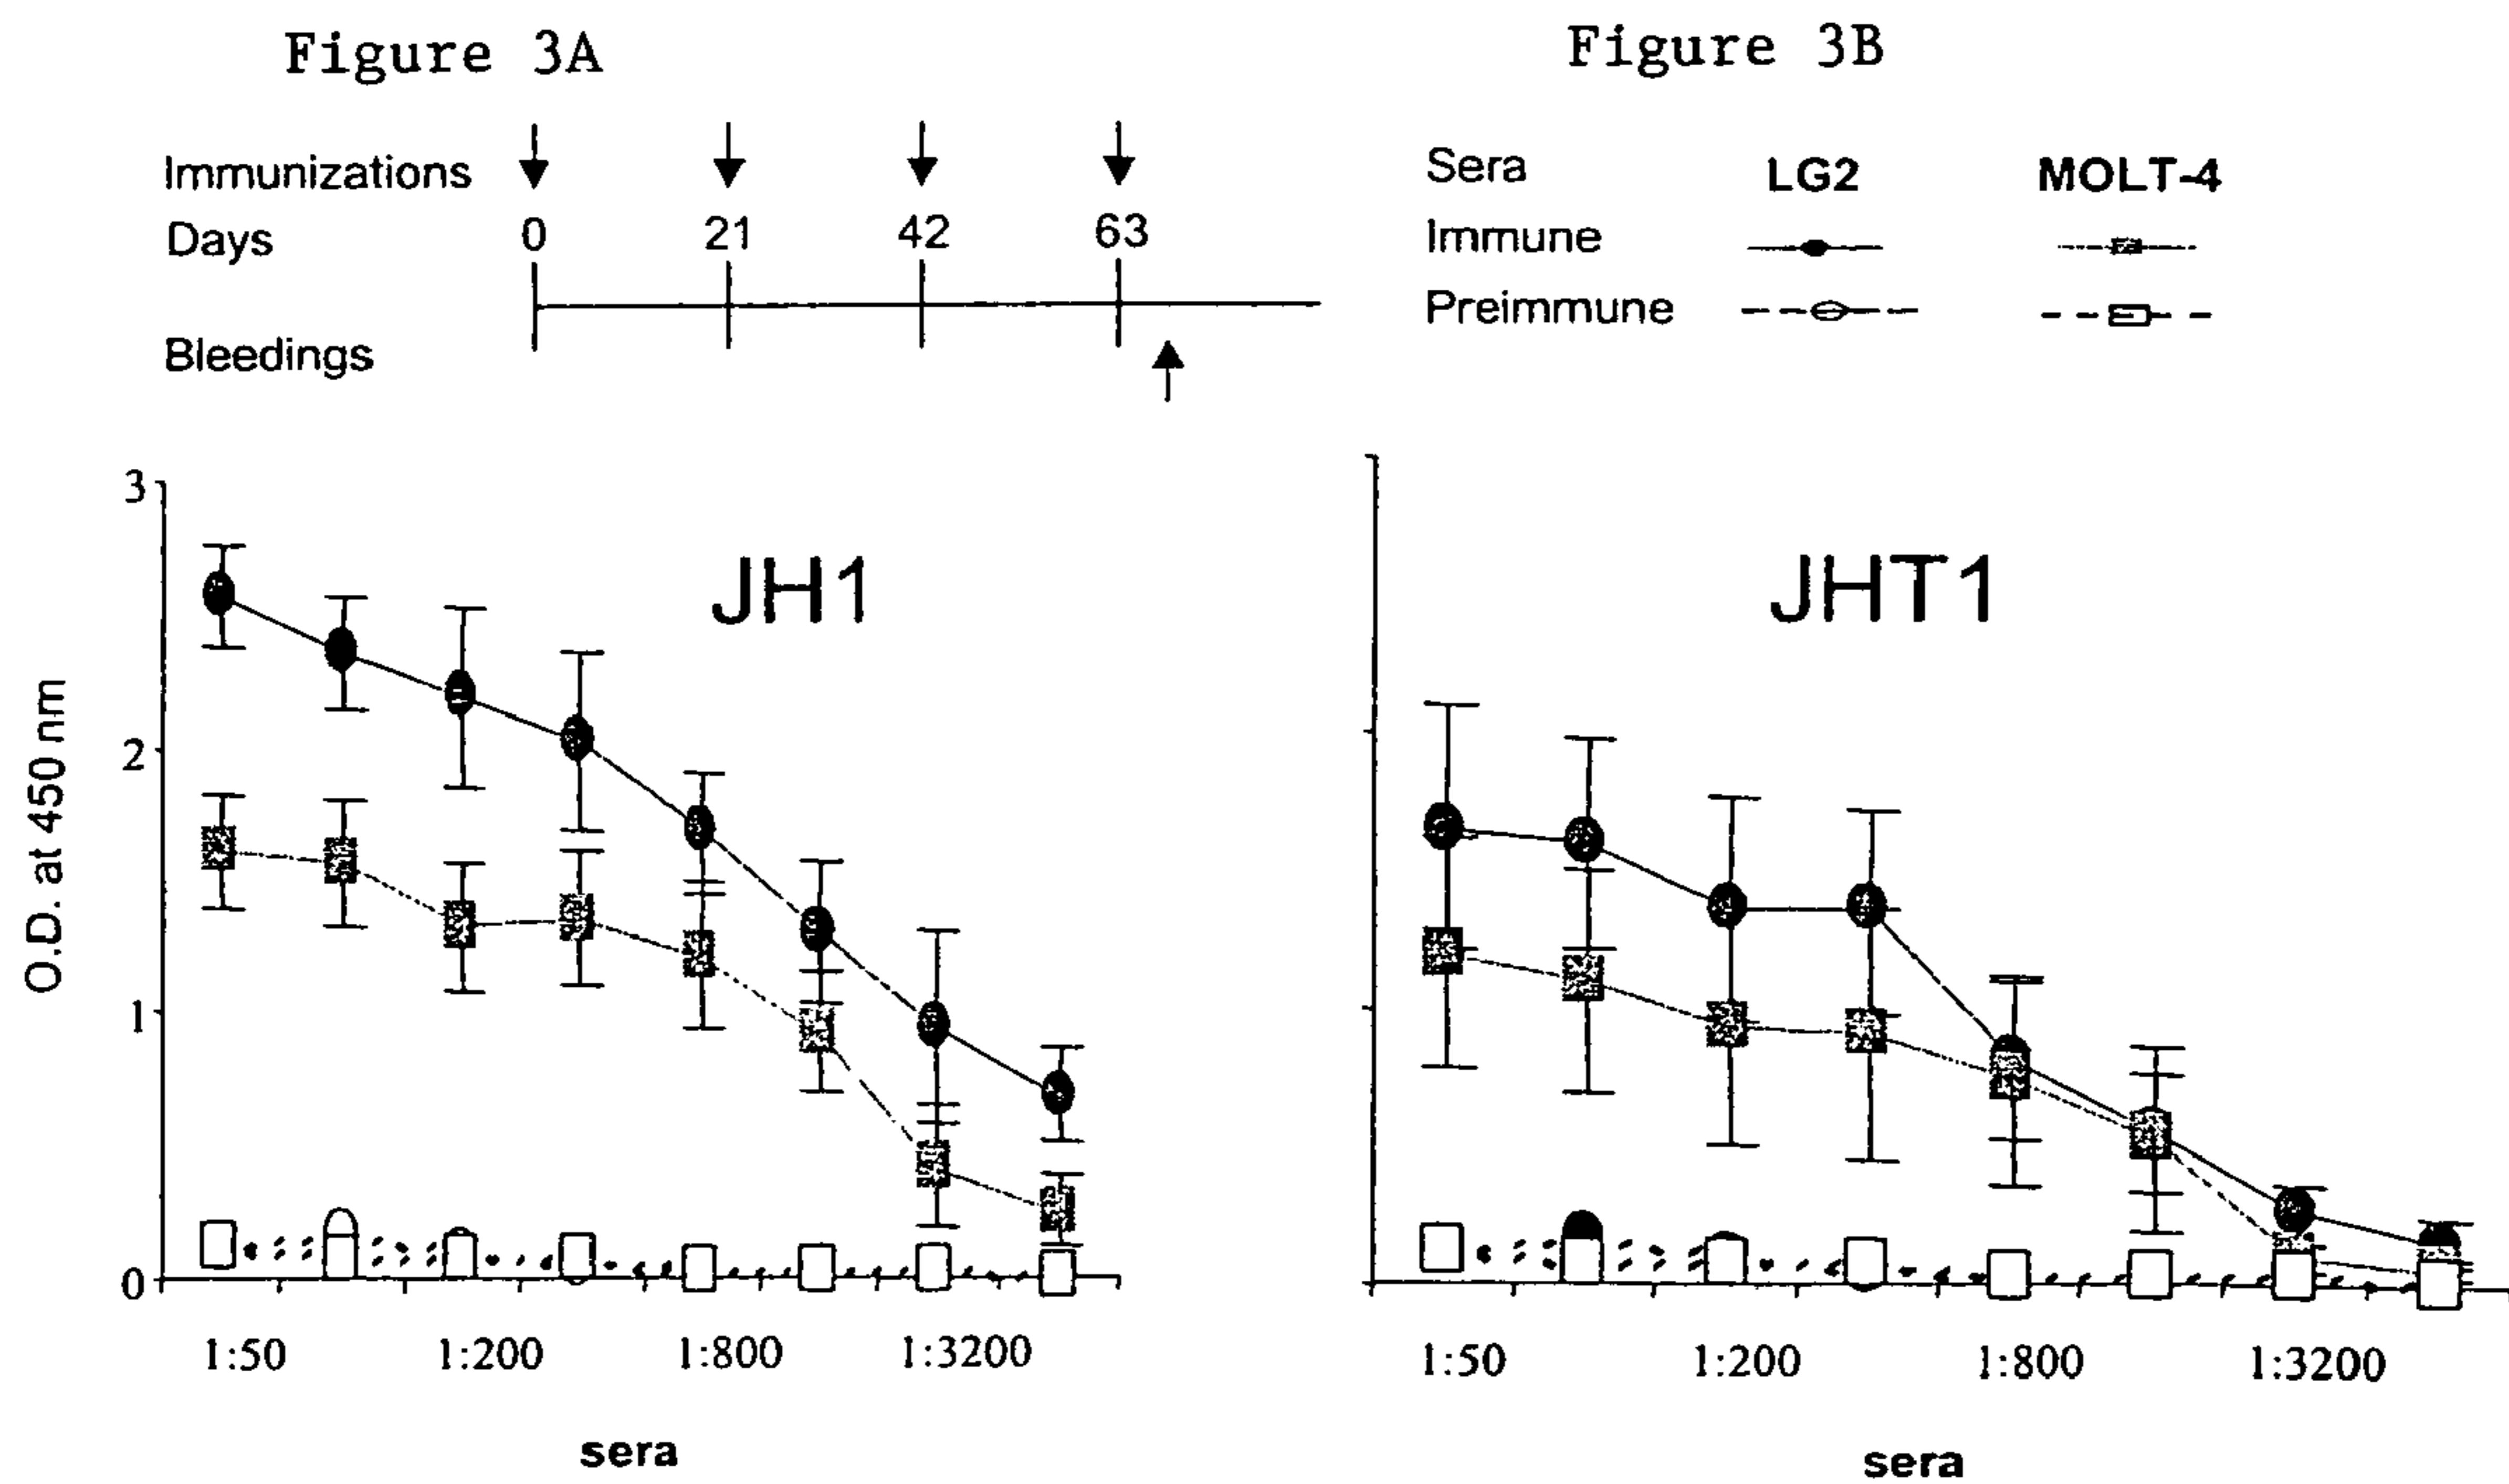 Figure 3A
Immunizations
Days 0 21 42 63
Bleedings
Figure 3B
Sera LG2 MOLT-4
Immune
Preimmune
JH1
O.D. at 450 nm
3
2
1
0
1:50 1:200 1:800 1:3200
sera
JHT1
1:50 1:200 1:800 1:3200
sera